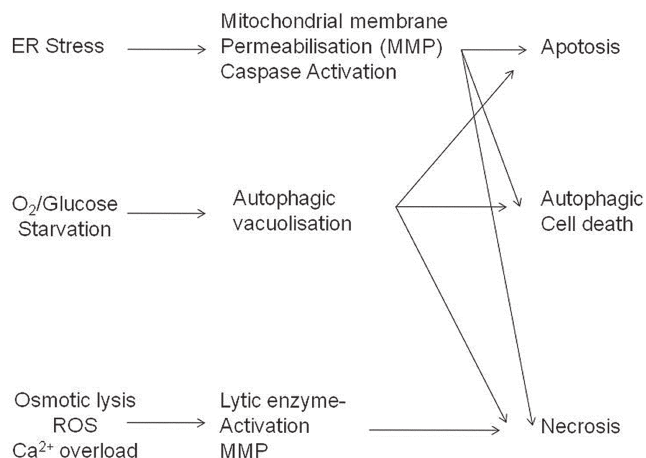 ER Stress
Mitochondrial membrane
Permeabilisation (MMP)
Caspase Activation
Apotosis
O₂/Glucose
Starvation
Autophagic
vacuolisation
Autophagic
Cell death
Osmotic lysis
ROS
Ca²⁺ overload
Lytic enzyme-
Activation
MMP
Necrosis